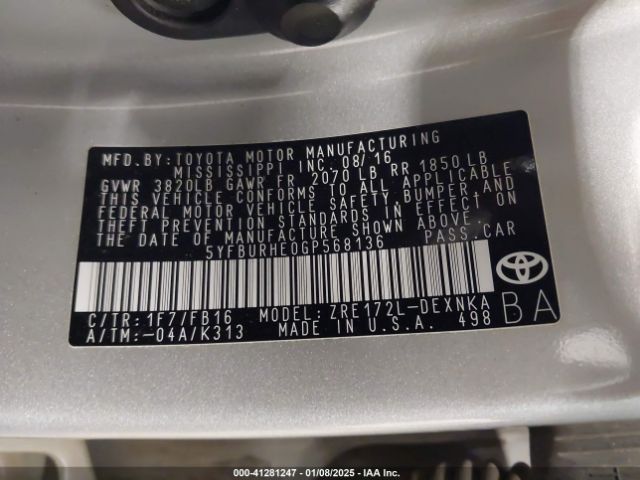 MFD.BY:TOYOTA MOTOR MANUFACTURING
MISSISSIPPI, INC. 08/16
GVWR 3820LB GAWR FR 2070 LB RR 1850 LB
THIS VEHICLE CONFORMS TO ALL APPLICABLE
FEDERAL MOTOR VEHICLE SAFETY,BUMPER,AND
THEFT PREVENTION STANDARDS IN EFFECT ON
THE DATE OF MANUFACTURE SHOWN ABOVE.
5YFBURHE0GP568136 PASS.CAR
C/TR:1F7/FB16 MODEL:ZRE172L-DEXNKA
A/TM:-04A/K313 MADE IN U.S.A. 498
BA
000-41281247 | 01/08/2025 | IAA Inc.